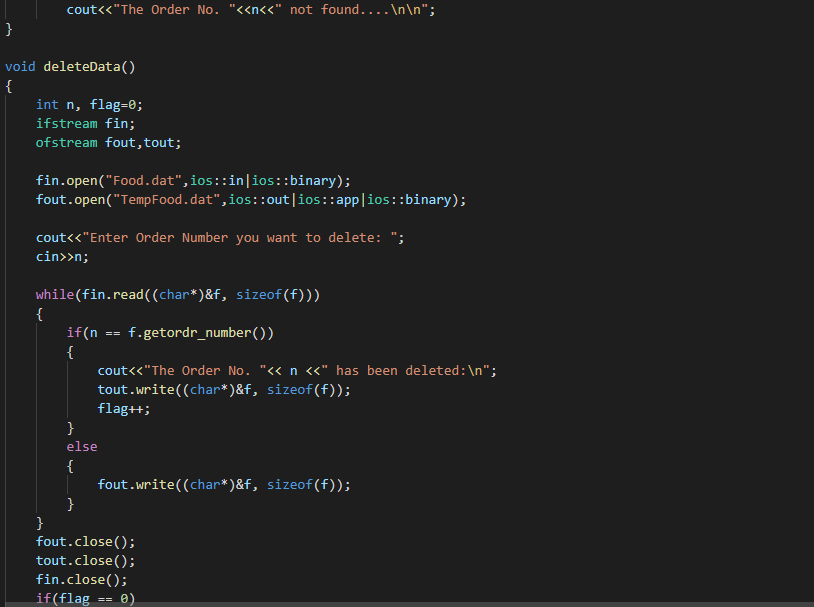 cout<<"The Order No. "<<n<<" not found....\n\n";
}
void deleteData()
{
int n, flag=0;
ifstream fin;
ofstream fout,tout;
fin.open("Food.dat",ios::in|ios::binary);
fout.open("TempFood.dat",ios::out|ios::app|ios::binary);
cout<<"Enter Order Number you want to delete: ";
cin>>n;
while(fin.read((char*)&f, sizeof(f)))
{
if(n == f.getordr_number())
{
cout<<"The Order No. "<< n <<" has been deleted:\n";
tout.write((char*)&f, sizeof(f));
flag++;
}
else
{
fout.write((char*)&f, sizeof(f));
}
}
fout.close();
tout.close();
fin.close();
if(flag == 0)